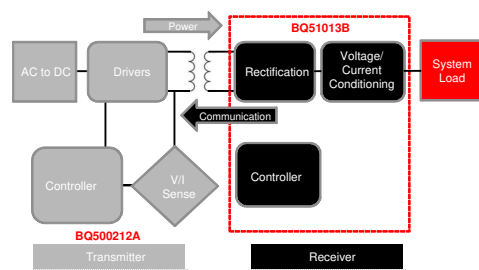 Power
BQ51013B
AC to DC
Drivers
Rectification
Voltage/
Current
Conditioning
System
Load
Communication
Controller
V/I
Sense
Controller
BQ500212A
Transmitter
Receiver